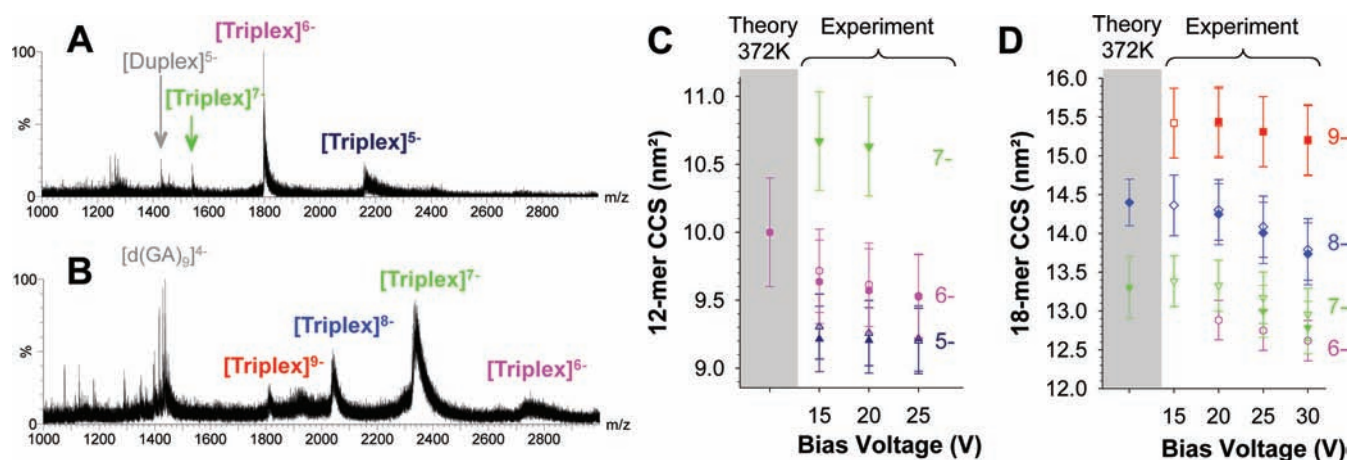 A
[Triplex]6-
[Duplex]5-
[Triplex]7-
[Triplex]5-
100
%
0
1000 1200 1400 1600 1800 2000 2200 2400 2600 2800
m/z
B
[d(GA)9]4-
[Triplex]7-
[Triplex]8-
[Triplex]9-
[Triplex]6-
100
%
0
1000 1200 1400 1600 1800 2000 2200 2400 2600 2800
m/z
C
Theory
372K
Experiment
12-mer CCS (nm²)
11.0
10.5
10.0
9.5
9.0
7-
6-
5-
15 20 25
Bias Voltage (V)
D
Theory
372K
Experiment
18-mer CCS (nm²)
16.0
15.5
15.0
14.5
14.0
13.5
13.0
12.5
12.0
9-
8-
7-
6-
15 20 25 30
Bias Voltage (V)